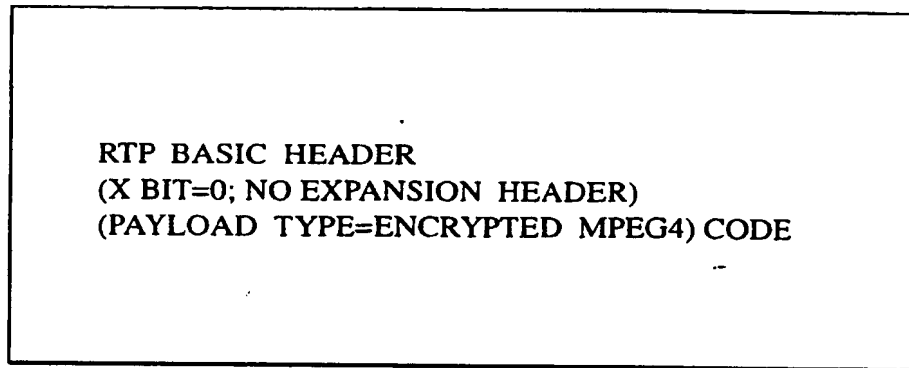 RTP BASIC HEADER
(X BIT=0; NO EXPANSION HEADER)
(PAYLOAD TYPE=ENCRYPTED MPEG4) CODE